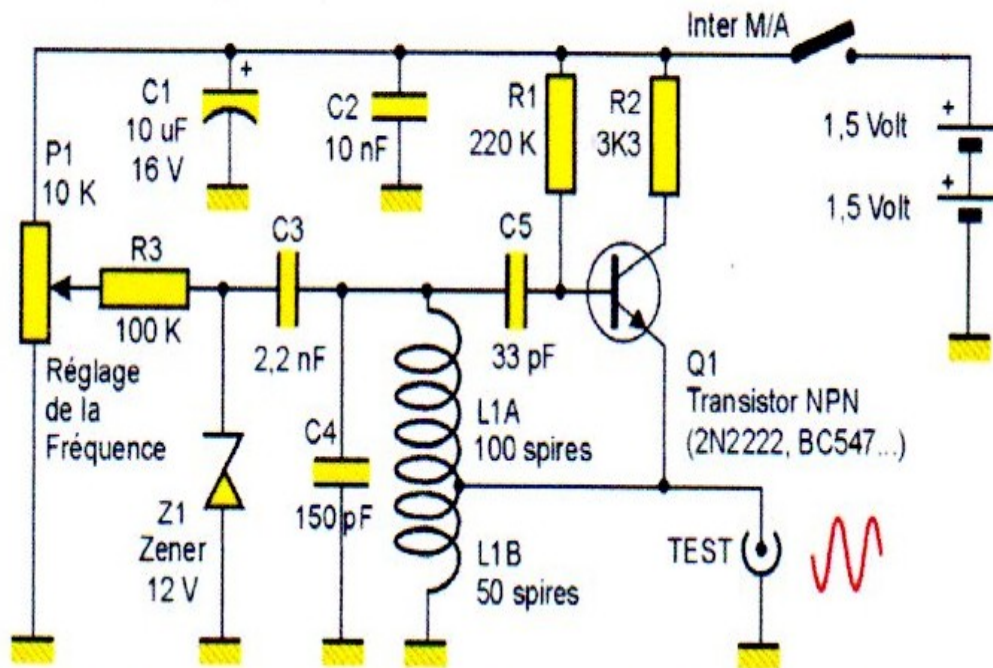 Inter M/A
C1
10 uF
16 V
+
C2
10 nF
R1
220 K
R2
3K3
+
1,5 Volt
+
1,5 Volt
P1
10 K
R3
100 K
C3
2,2 nF
C5
33 pF
Réglage
de la
Fréquence
Q1
Transistor NPN
(2N2222, BC547...)
L1A
100 spires
C4
150 pF
Z1
Zener
12 V
L1B
50 spires
TEST